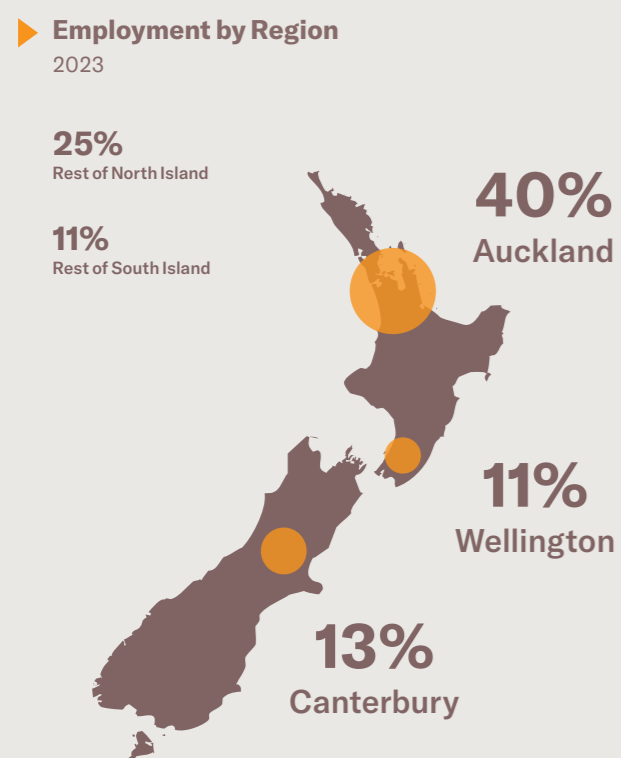 Employment by Region
2023
25%
Rest of North Island
11%
Rest of South Island
40%
Auckland
11%
Wellington
13%
Canterbury